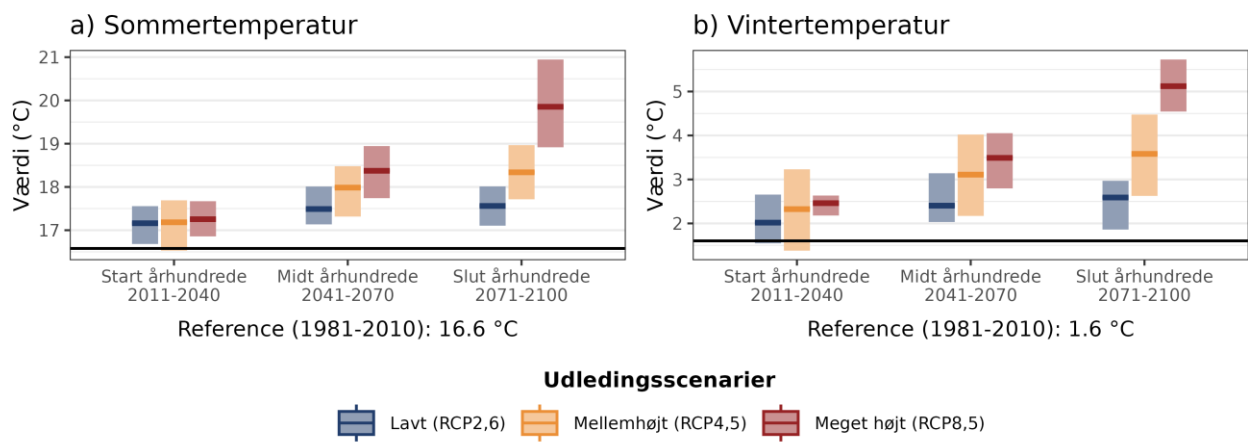 a) Sommertemperatur
Værdi (°C)
21
20
19
18
17
Start århundrede
2011-2040
Midt århundrede
2041-2070
Slut århundrede
2071-2100
Reference (1981-2010): 16.6 °C
b) Vintertemperatur
Værdi (°C)
5
4
3
2
Start århundrede
2011-2040
Midt århundrede
2041-2070
Slut århundrede
2071-2100
Reference (1981-2010): 1.6 °C
Udledingsscenarier
Lavt (RCP2,6)
Mellemhøjt (RCP4,5)
Meget højt (RCP8,5)